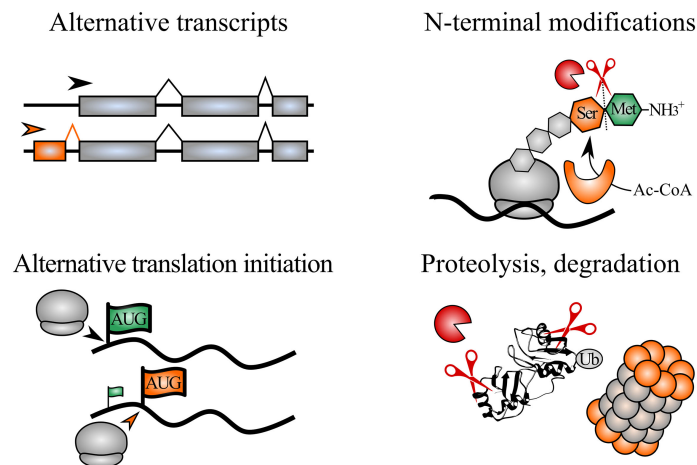 Alternative transcripts
N-terminal modifications
Ser
Met
NH3+
Ac-CoA
Alternative translation initiation
AUG
AUG
Proteolysis, degradation
Ub